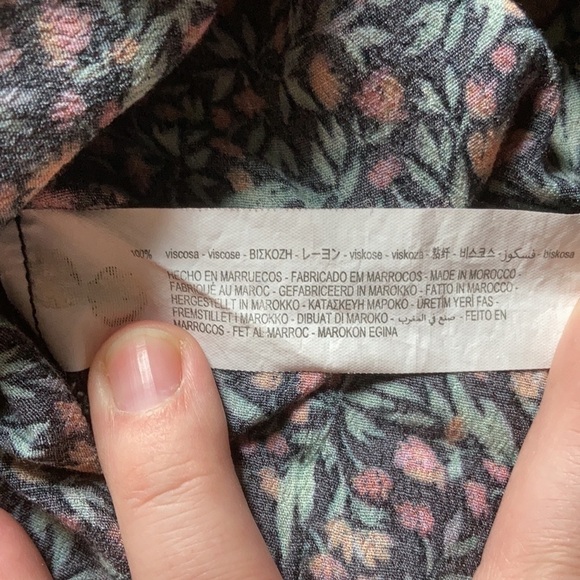 100% viscosa - viscose - ΒΙΣΚΟΖΗ - レーヨン - viskose - viskoza - 黏纤 - 비스코스 - فسكوز - biskosa
HECHO EN MARRUECOS - FABRICADO EM MARROCOS - MADE IN MOROCCO -
FABRIQUÉ AU MAROC - GEFABRICEERD IN MAROKKO - FATTO IN MAROCCO -
HERGESTELLT IN MAROKKO - ΚΑΤΑΣΚΕΥΗ ΜΑΡΟΚΟ - ÜRETİM YERİ FAS -
FREMSTILLET I MAROKKO - DIBUAT DI MAROKO - صنع في المغرب - FEITO EN
MARROCOS - FET AL MARROC - MAROKON EGINA